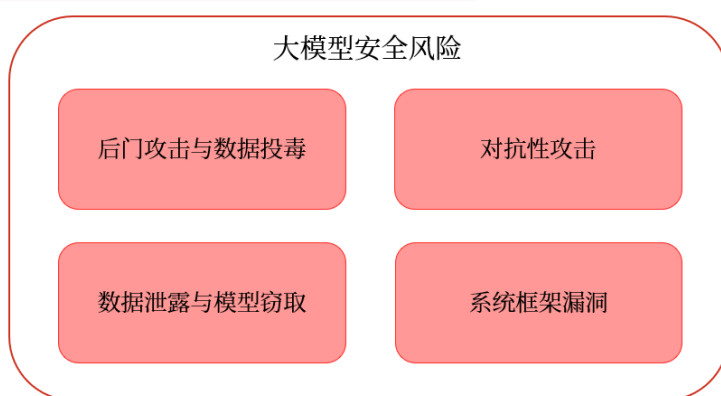 大模型安全风险
后门攻击与数据投毒
对抗性攻击
数据泄露与模型窃取
系统框架漏洞